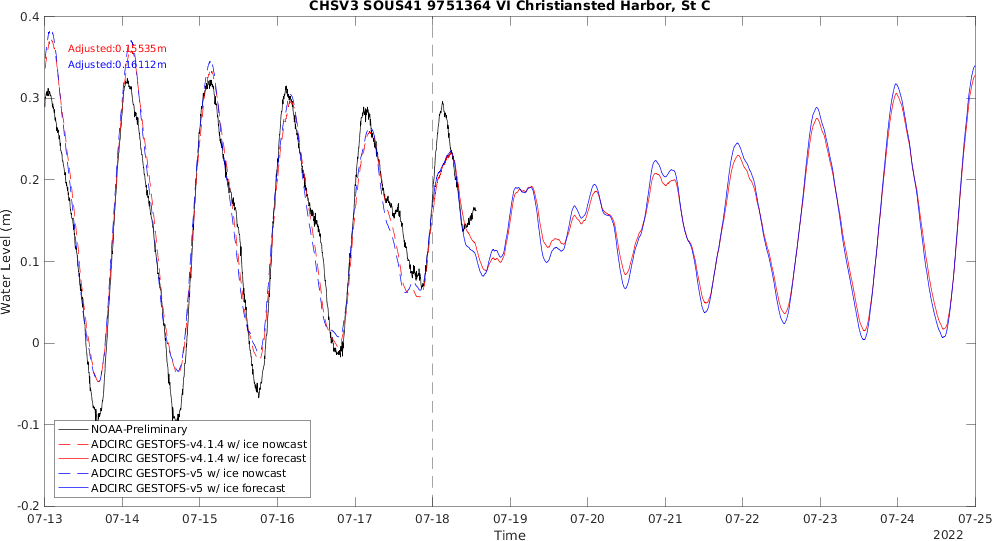 CHSV3 SOUS41 9751364 VI Christiansted Harbor, St C
Adjusted:0.15535m
Adjusted:0.16112m
Water Level (m)
0.4
0.3
0.2
0.1
0
-0.1
-0.2
NOAA-Preliminary
ADCIRC GESTOFS-v4.1.4 w/ ice nowcast
ADCIRC GESTOFS-v4.1.4 w/ ice forecast
ADCIRC GESTOFS-v5 w/ ice nowcast
ADCIRC GESTOFS-v5 w/ ice forecast
07-13 07-14 07-15 07-16 07-17 07-18 07-19 07-20 07-21 07-22 07-23 07-24 07-25
Time
2022